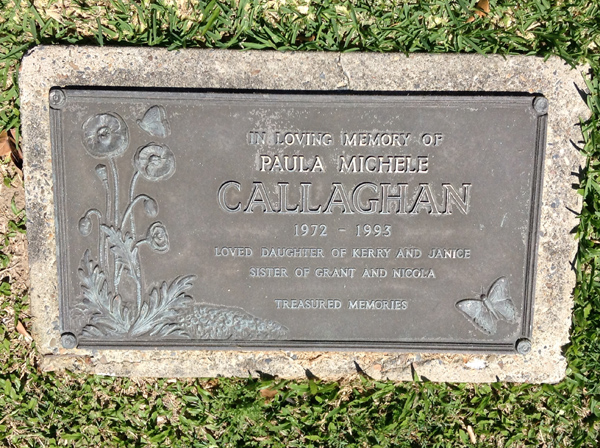 IN LOVING MEMORY OF
PAULA MICHELE
CALLAGHAN
1972 - 1993
LOVED DAUGHTER OF KERRY AND JANICE
SISTER OF GRANT AND NICOLA
TREASURED MEMORIES